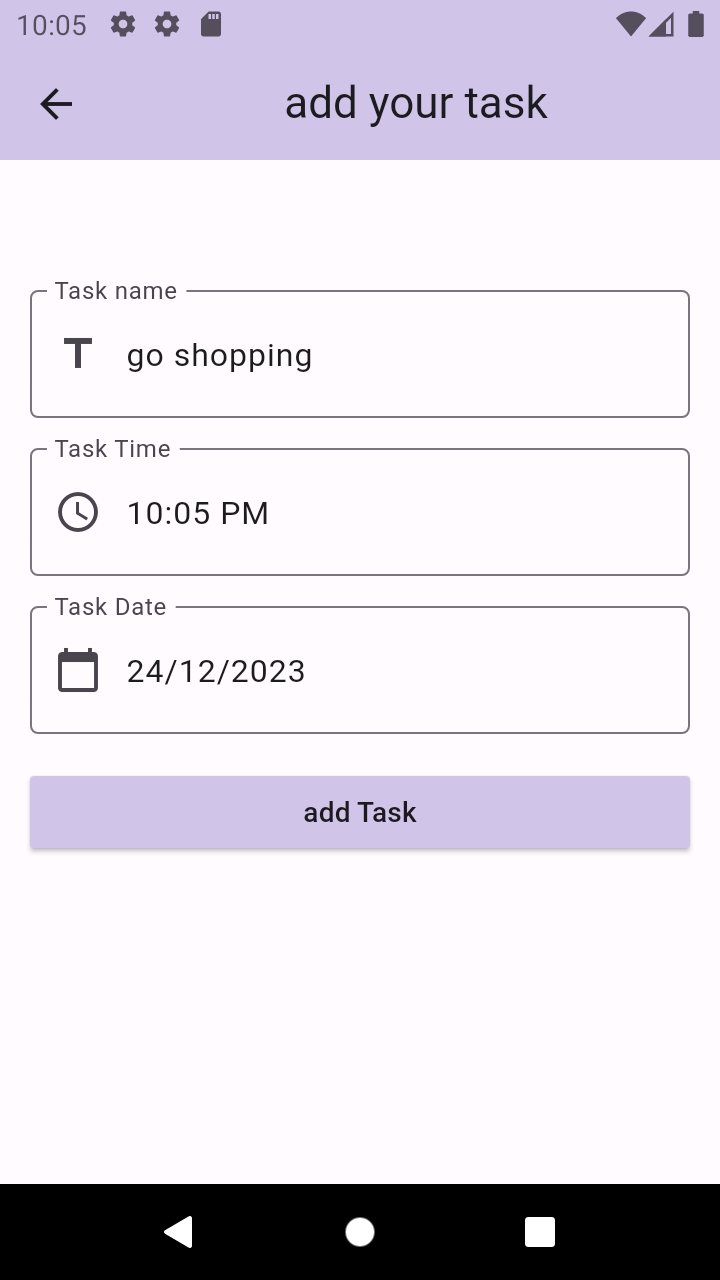 10:05
add your task
Task name
go shopping
Task Time
10:05 PM
Task Date
24/12/2023
add Task